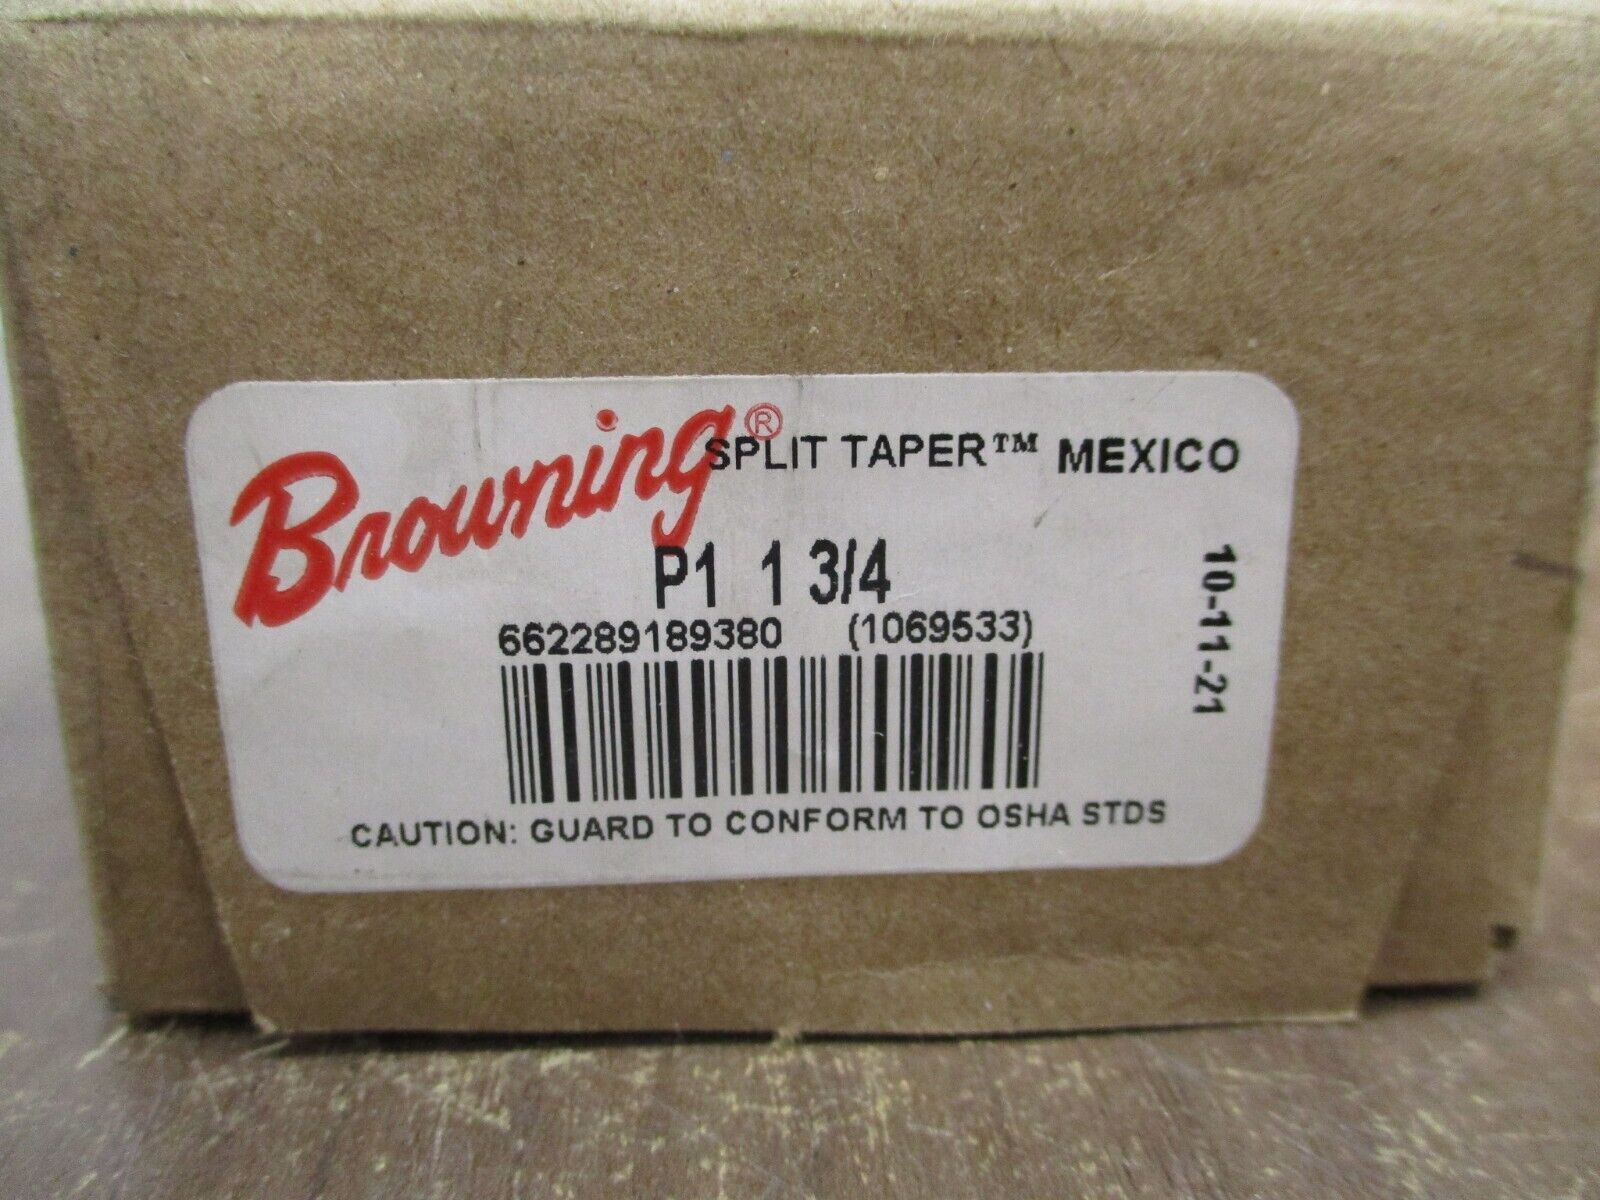 Browning® SPLIT TAPER™ MEXICO
P1 1 3/4
662289189380 (1069533)
CAUTION: GUARD TO CONFORM TO OSHA STDS
10-11-21